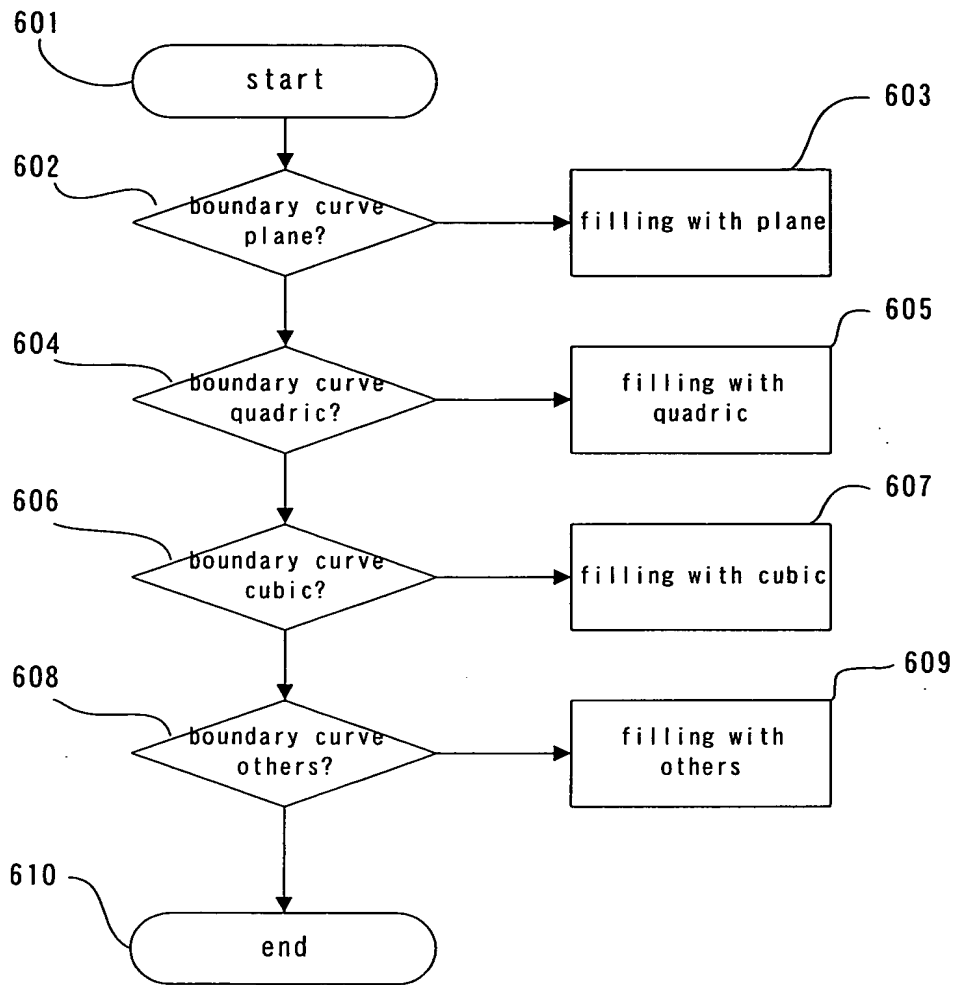 601
start
603
602
boundary curve
plane?
filling with plane
605
604
boundary curve
quadric?
filling with
quadric
607
606
boundary curve
cubic?
filling with cubic
609
608
boundary curve
others?
filling with
others
610
end